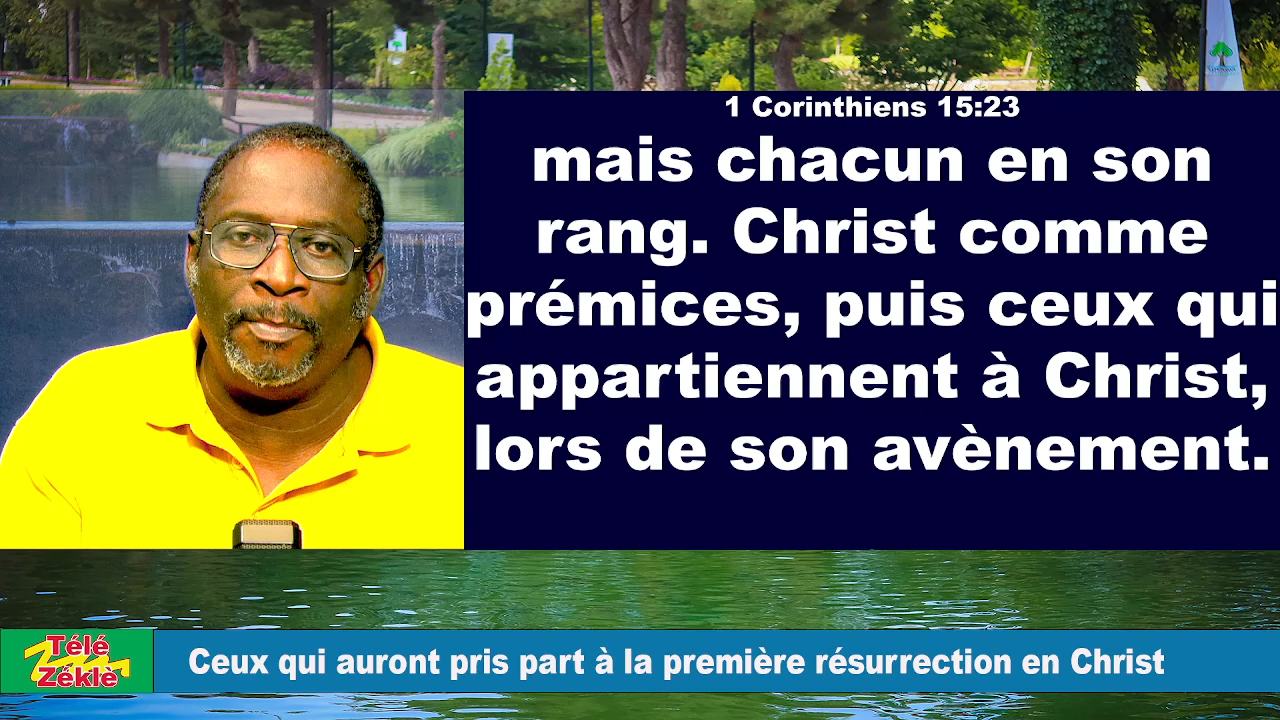 1 Corinthiens 15:23
mais chacun en son
rang. Christ comme
prémices, puis ceux qui
appartiennent à Christ,
lors de son avènement.
Télé
Zéklè
Ceux qui auront pris part à la première résurrection en Christ